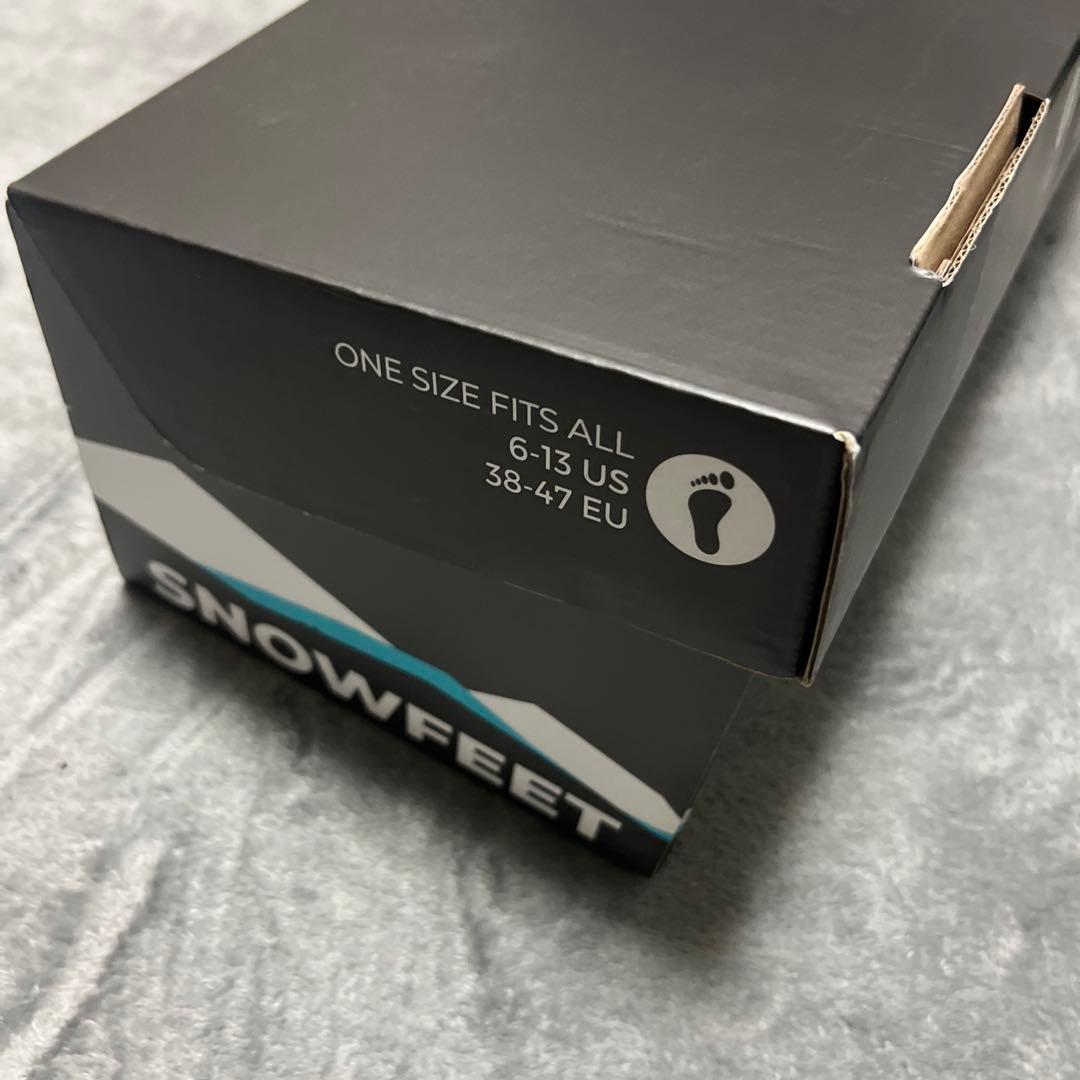 ONE SIZE FITS ALL
6-13 US
38-47 EU
SNOWFEET